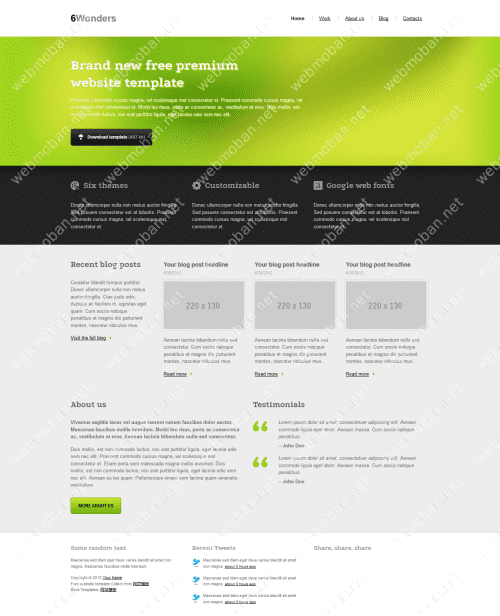 6Wonders
Home Work About us Blog Contacts
Brand new free premium
website template
Praesent commodo cursus magna, vel scelerisque nisl consectetur et. Praesent commodo cursus magna, vel
scelerisque nisl consectetur et. Morbi leo risus, porta ac consectetur ac, vestibulum at eros. Duis mollis, est
non commodo luctus, nisi erat porttitor ligula, eget lacinia odio sem nec elit.
Download template
Six themes
Donec ullamcorper nulla non metus auctor fringilla.
Sed posuere consectetur est at lobortis. Praesent
commodo cursus magna, vel scelerisque nisl
consectetur et.
Customizable
Donec ullamcorper nulla non metus auctor fringilla.
Sed posuere consectetur est at lobortis. Praesent
commodo cursus magna, vel scelerisque nisl
consectetur et.
Google web fonts
Donec ullamcorper nulla non metus auctor fringilla.
Sed posuere consectetur est at lobortis. Praesent
commodo cursus magna, vel scelerisque nisl
consectetur et.
Recent blog posts
Curabitur blandit tempus porttitor.
Donec ullamcorper nulla non metus
auctor fringilla. Cras justo odio,
dapibus ac facilisis in, egestas eget
quam. Cum sociis natoque
penatibus et magnis dis parturient
montes, nascetur ridiculus mus.
Visit the full blog
Your blog post headline
220 x 130
Aenean lacinia bibendum nulla sed
consectetur. Cum sociis natoque
penatibus et magnis dis parturient
montes, nascetur ridiculus mus.
Read more
Your blog post headline
220 x 130
Aenean lacinia bibendum nulla sed
consectetur. Cum sociis natoque
penatibus et magnis dis parturient
montes, nascetur ridiculus mus.
Read more
Your blog post headline
220 x 130
Aenean lacinia bibendum nulla sed
consectetur. Cum sociis natoque
penatibus et magnis dis parturient
montes, nascetur ridiculus mus.
Read more
About us
Vivamus sagittis lacus vel augue laoreet rutrum faucibus dolor auctor.
Maecenas faucibus mollis interdum. Morbi leo risus, porta ac consectetur
ac, vestibulum at eros. Aenean lacinia bibendum nulla sed consectetur.
Duis mollis, est non commodo luctus, nisi erat porttitor ligula, eget lacinia odio
sem nec elit. Praesent commodo cursus magna, vel scelerisque nisl
consectetur et. Etiam porta sem malesuada magna mollis euismod. Duis
mollis, est non commodo luctus, nisi erat porttitor ligula, eget lacinia odio sem
nec elit. Aenean eu leo quam. Pellentesque ornare sem lacinia quam venenatis
vestibulum.
MORE ABOUT US
Testimonials
Lorem ipsum dolor sit amet, consectetuer adipiscing elit. Aenean
commodo ligula eget dolor. Aenean massa. Cum sociis natoque
penatibus.
– John Doe
Lorem ipsum dolor sit amet, consectetuer adipiscing elit. Aenean
commodo ligula eget dolor. Aenean massa. Cum sociis natoque
penatibus.
– John Doe
Some random text
Maecenas sed diam eget risus varius blandit sit amet non
magna. Maecenas faucibus mollis interdum.
Copyright © 2012 Your Name
Recent Tweets
Maecenas sed diam eget risus varius blandit sit amet
non magna. about 3 hours ago
Maecenas sed diam eget risus varius blandit sit amet
non magna. about 3 hours ago
Maecenas sed diam eget risus varius blandit sit amet
non magna. about 3 hours ago
Share, share, share
webmoban.net